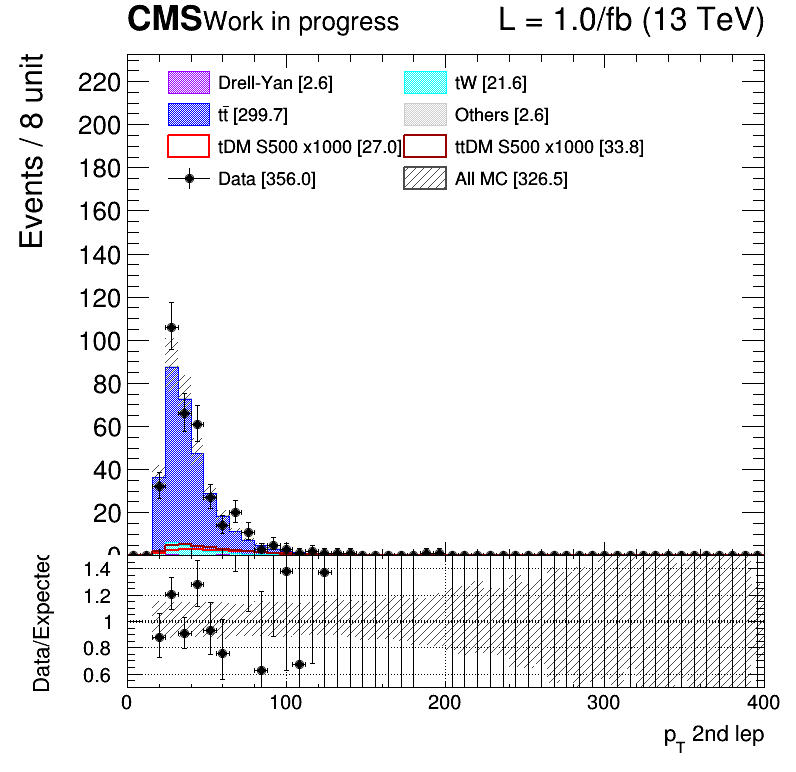 CMS Work in progress L = 1.0/fb (13 TeV)
Events / 8 unit
220
200
180
160
140
120
100
80
60
40
20
0
Drell-Yan [2.6] tW [21.6]
tt̄ [299.7] Others [2.6]
tDM S500 x1000 [27.0] ttDM S500 x1000 [33.8]
Data [356.0] All MC [326.5]
Data/Expected
1.4
1.2
1
0.8
0.6
0 100 200 300 400
p_T 2nd lep